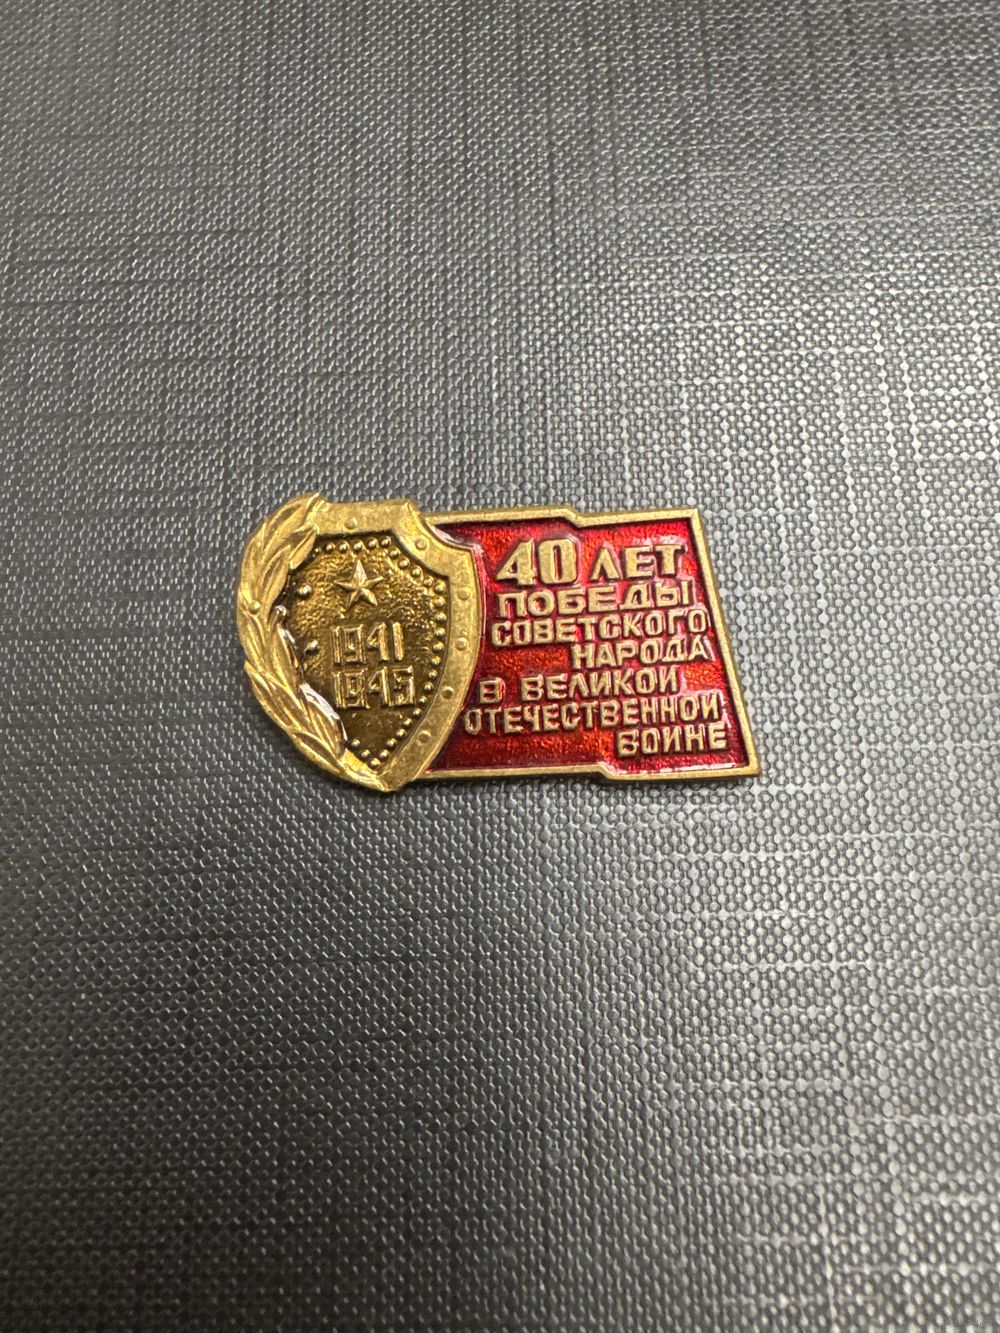 1941
1945
40 ЛЕТ
ПОБЕДЫ
СОВЕТСКОГО
НАРОДА
В ВЕЛИКОЙ
ОТЕЧЕСТВЕННОЙ
ВОЙНЕ